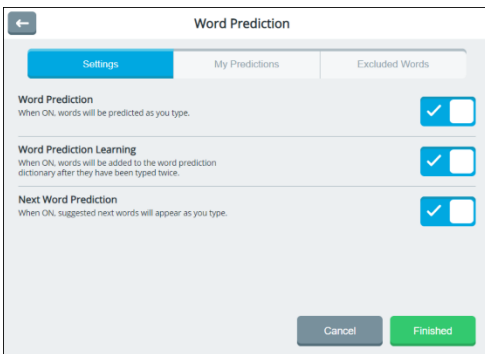 Word Prediction
Settings
My Predictions
Excluded Words
Word Prediction
When ON, words will be predicted as you type.
Word Prediction Learning
When ON, words will be added to the word prediction
dictionary after they have been typed twice.
Next Word Prediction
When ON, suggested next words will appear as you type.
Cancel
Finished